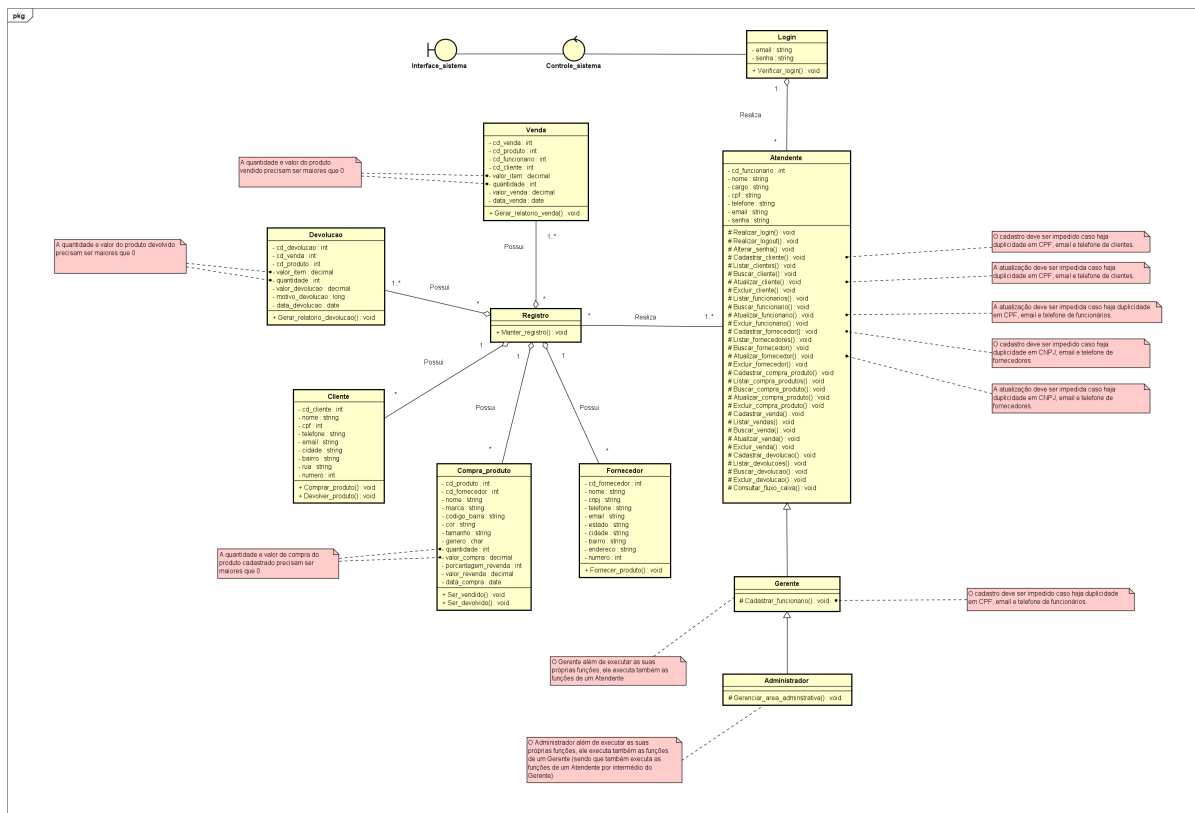 pkg
Interface_sistema
Controle_sistema
Login
- email : string
- senha : string
+ Verificar_login() : void
1
Realiza
*
Venda
- cd_venda : int
- cd_produto : int
- cd_funcionario : int
- cd_cliente : int
- valor_item : decimal
- quantidade : int
- valor_venda : decimal
- data_venda : date
+ Gerar_relatorio_venda() : void
A quantidade e valor do produto
vendido precisam ser maiores que 0
1..*
Possui
*
Devolucao
- cd_devolucao : int
- cd_venda : int
- cd_produto : int
- valor_item : decimal
- quantidade : int
- valor_devolucao : decimal
- motivo_devolucao : long
- data_devolucao : date
+ Gerar_relatorio_devolucao() : void
A quantidade e valor do produto devolvido
precisam ser maiores que 0
1..*
Possui
*
Registro
+ Manter_registro() : void
*
Realiza
1..*
Atendente
- cd_funcionario : int
- nome : string
- cargo : string
- cpf : string
- telefone : string
- email : string
- senha : string
# Realizar_login() : void
# Realizar_logout() : void
# Alterar_senha() : void
# Cadastrar_cliente() : void
# Listar_clientes() : void
# Buscar_cliente() : void
# Atualizar_cliente() : void
# Excluir_cliente() : void
# Listar_funcionarios() : void
# Buscar_funcionario() : void
# Atualizar_funcionario() : void
# Excluir_funcionario() : void
# Cadastrar_fornecedor() : void
# Listar_fornecedores() : void
# Buscar_fornecedor() : void
# Atualizar_fornecedor() : void
# Excluir_fornecedor() : void
# Cadastrar_compra_produto() : void
# Listar_compra_produtos() : void
# Buscar_compra_produto() : void
# Atualizar_compra_produto() : void
# Excluir_compra_produto() : void
# Cadastrar_venda() : void
# Listar_vendas() : void
# Buscar_venda() : void
# Atualizar_venda() : void
# Excluir_venda() : void
# Cadastrar_devolucao() : void
# Listar_devolucoes() : void
# Buscar_devolucao() : void
# Excluir_devolucao() : void
# Consultar_fluxo_caixa() : void
O cadastro deve ser impedido caso haja
duplicidade em CPF, email e telefone de clientes.
A atualização deve ser impedida caso haja
duplicidade em CPF, email e telefone de clientes.
A atualização deve ser impedida caso haja duplicidade
em CPF, email e telefone de funcionários.
O cadastro deve ser impedido caso haja
duplicidade em CNPJ, email e telefone de
fornecedores.
A atualização deve ser impedida caso haja
duplicidade em CNPJ, email e telefone de
fornecedores.
1
Possui
*
Cliente
- cd_cliente : int
- nome : string
- cpf : int
- telefone : string
- email : string
- cidade : string
- bairro : string
- rua : string
- numero : int
+ Comprar_produto() : void
+ Devolver_produto() : void
1
Possui
*
Compra_produto
- cd_produto : int
- cd_fornecedor : int
- nome : string
- marca : string
- codigo_barra : string
- cor : string
- tamanho : string
- genero : char
- quantidade : int
- valor_compra : decimal
- porcentagem_revenda : int
- valor_revenda : decimal
- data_compra : date
+ Ser_vendido() : void
+ Ser_devolvido() : void
A quantidade e valor de compra do
produto cadastrado precisam ser
maiores que 0
1
Possui
*
Fornecedor
- cd_fornecedor : int
- nome : string
- cnpj : string
- telefone : string
- email : string
- estado : string
- cidade : string
- bairro : string
- endereco : string
- numero : int
+ Fornecer_produto() : void
Gerente
# Cadastrar_funcionario() : void
O cadastro deve ser impedido caso haja duplicidade
em CPF, email e telefone de funcionários.
O Gerente além de executar as suas
próprias funções, ele executa também as
funções de um Atendente
Administrador
# Gerenciar_area_adminstrativa() : void
O Administrador além de executar as suas
próprias funções, ele executa também as funções
de um Gerente (sendo que também executa as
funções de um Atendente por intermédio do
Gerente)